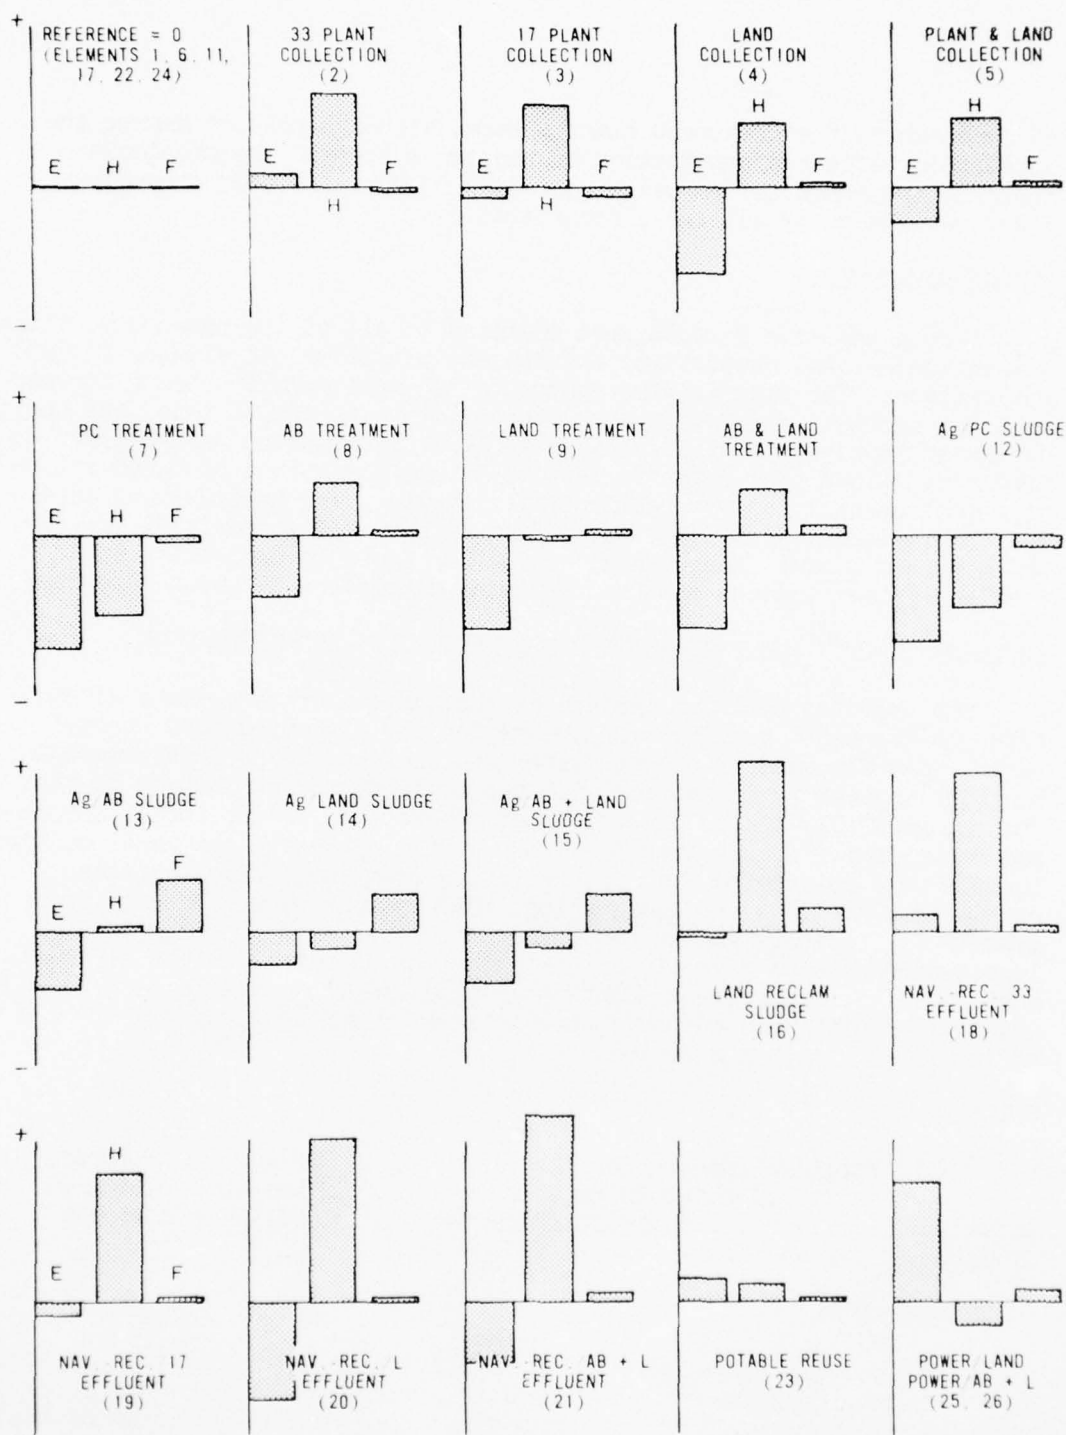 +
REFERENCE = 0
(ELEMENTS 1, 6, 11,
17, 22, 24)
E H F
33 PLANT
COLLECTION
(2)
E
F
H
17 PLANT
COLLECTION
(3)
E
F
H
LAND
COLLECTION
(4)
H
E
F
PLANT & LAND
COLLECTION
(5)
H
E
F
-
+
PC TREATMENT
(7)
E H F
AB TREATMENT
(8)
LAND TREATMENT
(9)
AB & LAND
TREATMENT
Ag PC SLUDGE
(12)
-
+
Ag AB SLUDGE
(13)
F
H
E
Ag LAND SLUDGE
(14)
Ag AB + LAND
SLUDGE
(15)
LAND RECLAM
SLUDGE
(16)
NAV.-REC. 33
EFFLUENT
(18)
-
+
H
E
F
NAV.-REC. 17
EFFLUENT
(19)
NAV.-REC. L
EFFLUENT
(20)
NAV.-REC. AB + L
EFFLUENT
(21)
POTABLE REUSE
(23)
POWER/LAND
POWER/AB + L
(25, 26)